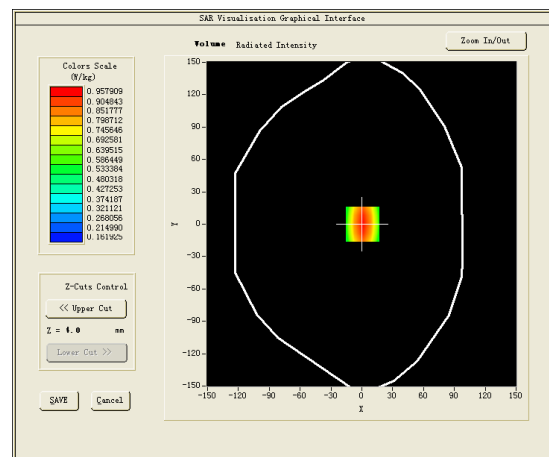 SAR Visualisation Graphical Interface
Volume Radiated Intensity
Zoom In/Out
Colors Scale
(W/kg)
0.957909
0.904843
0.851777
0.798712
0.745646
0.692581
0.639515
0.586449
0.533384
0.480318
0.427253
0.374187
0.321121
0.268056
0.214990
0.161925
Z-Cuts Control
<< Upper Cut
Z = 4.0 mm
Lower Cut >>
SAVE
Cancel
150
120
90
60
30
0
-30
-60
-90
-120
-150
Y
-150 -120 -90 -60 -30 0 30 60 90 120 150
X